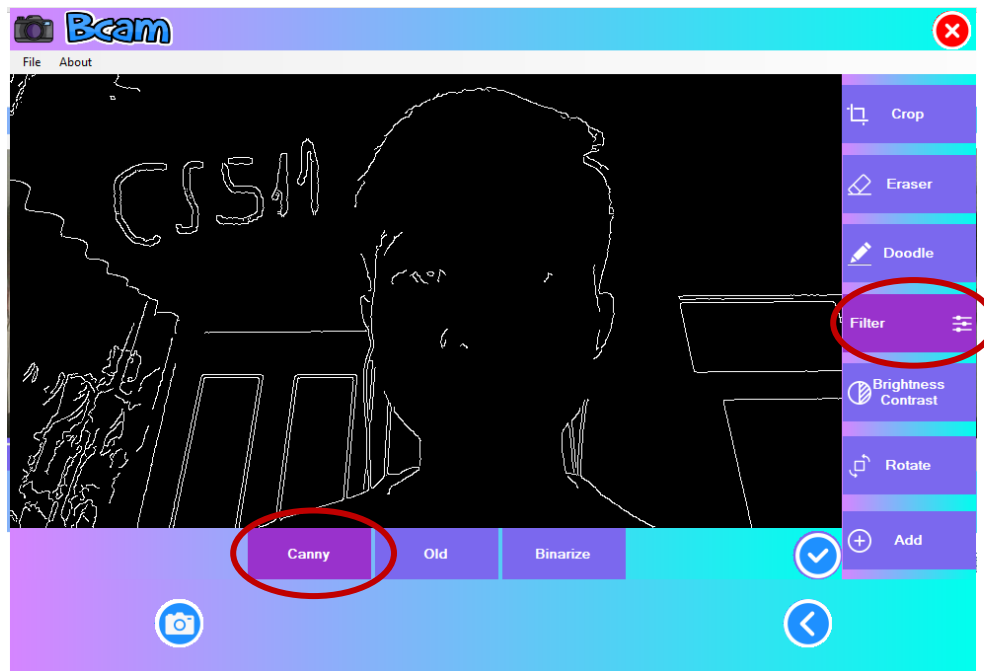 Bcam
File About
CS511
Crop
Eraser
Doodle
Filter
Brightness
Contrast
Rotate
Add
Canny Old Binarize